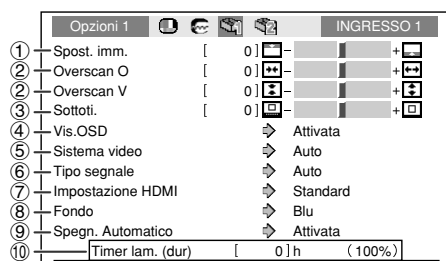 Opzioni 1 INGRESSO 1
① Spost. imm. [ 0 ] − +
② Overscan O [ 0 ] − +
② Overscan V [ 0 ] − +
③ Sottoti. [ 0 ] − +
④ Vis.OSD Attivata
⑤ Sistema video Auto
⑥ Tipo segnale Auto
⑦ Impostazione HDMI Standard
⑧ Fondo Blu
⑨ Spegn. Automatico Attivata
⑩ Timer lam. (dur) [ 0 ] h (100%)